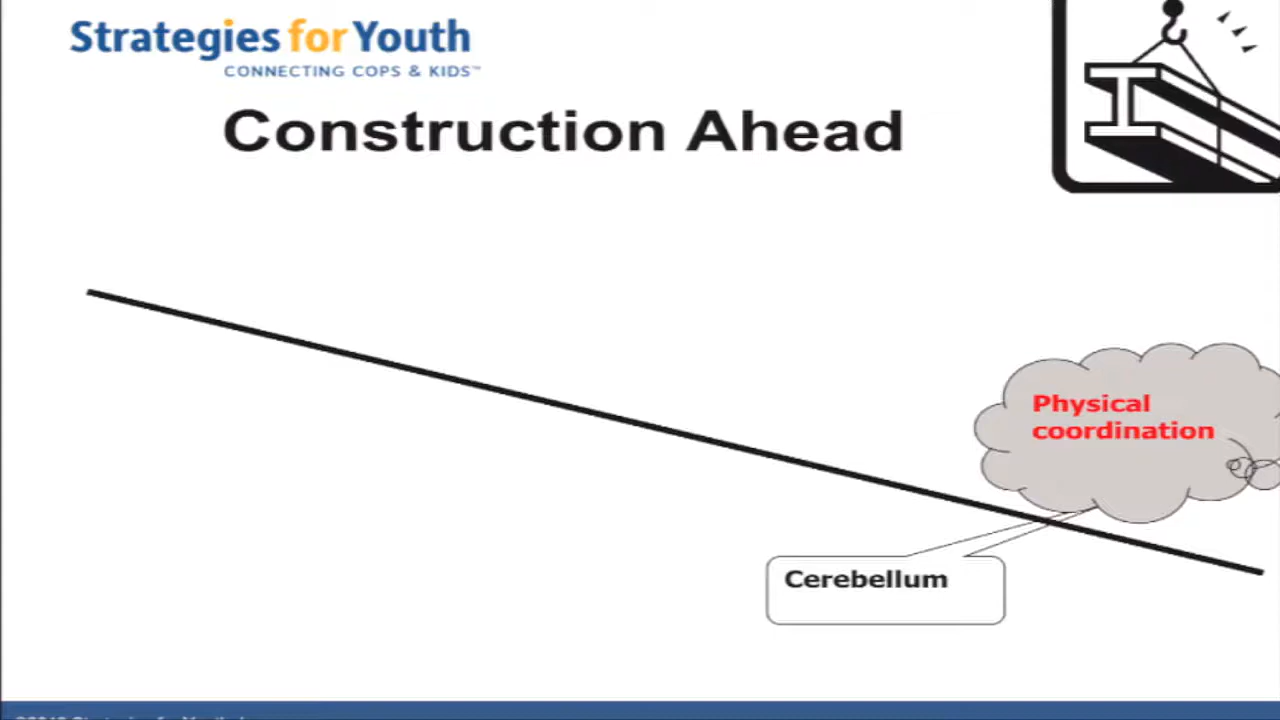 Strategies for Youth
CONNECTING COPS & KIDS™
Construction Ahead
Physical
coordination
Cerebellum